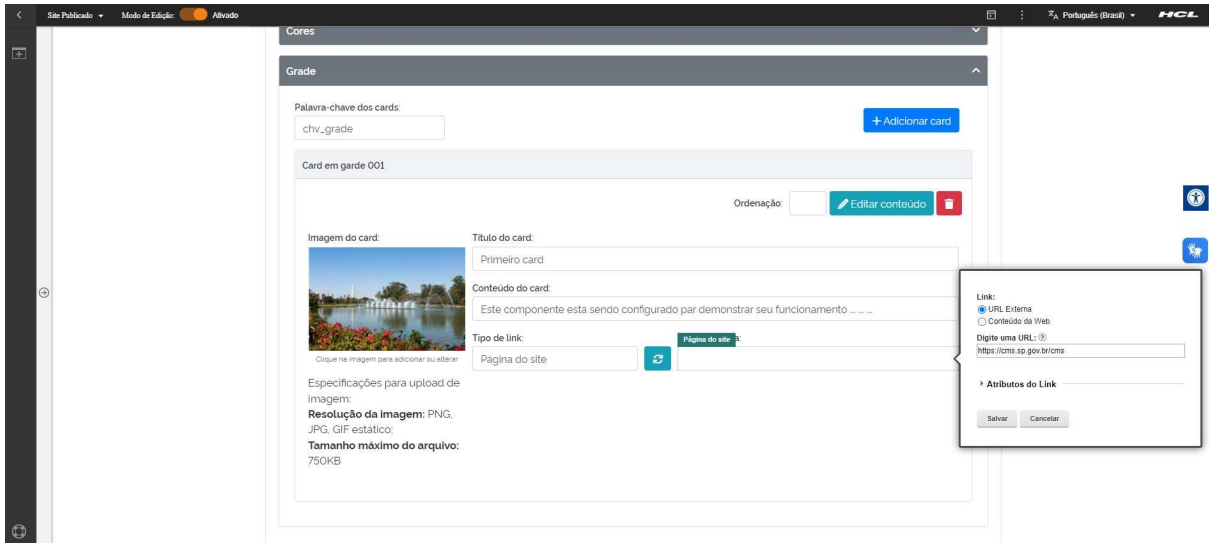 Site Publicado
Modo de Edição:
Ativado
Português (Brasil)
HCL
Cores
Grade
Palavra-chave dos cards:
chv_grade
+ Adicionar card
Card em garde 001
Ordenação:
Editar conteúdo
Imagem do card:
Clique na imagem para adicionar ou alterar
Especificações para upload de
imagem:
Resolução da imagem: PNG,
JPG, GIF estático;
Tamanho máximo do arquivo:
750KB
Título do card:
Primeiro card
Conteúdo do card:
Este componente esta sendo configurado par demonstrar seu funcionamento ... ... ...
Tipo de link:
Página do site
Página do site
a:
Link:
URL Externa
Conteúdo da Web
Digite uma URL:
https://cms.sp.gov.br/cms
Atributos do Link
Salvar
Cancelar